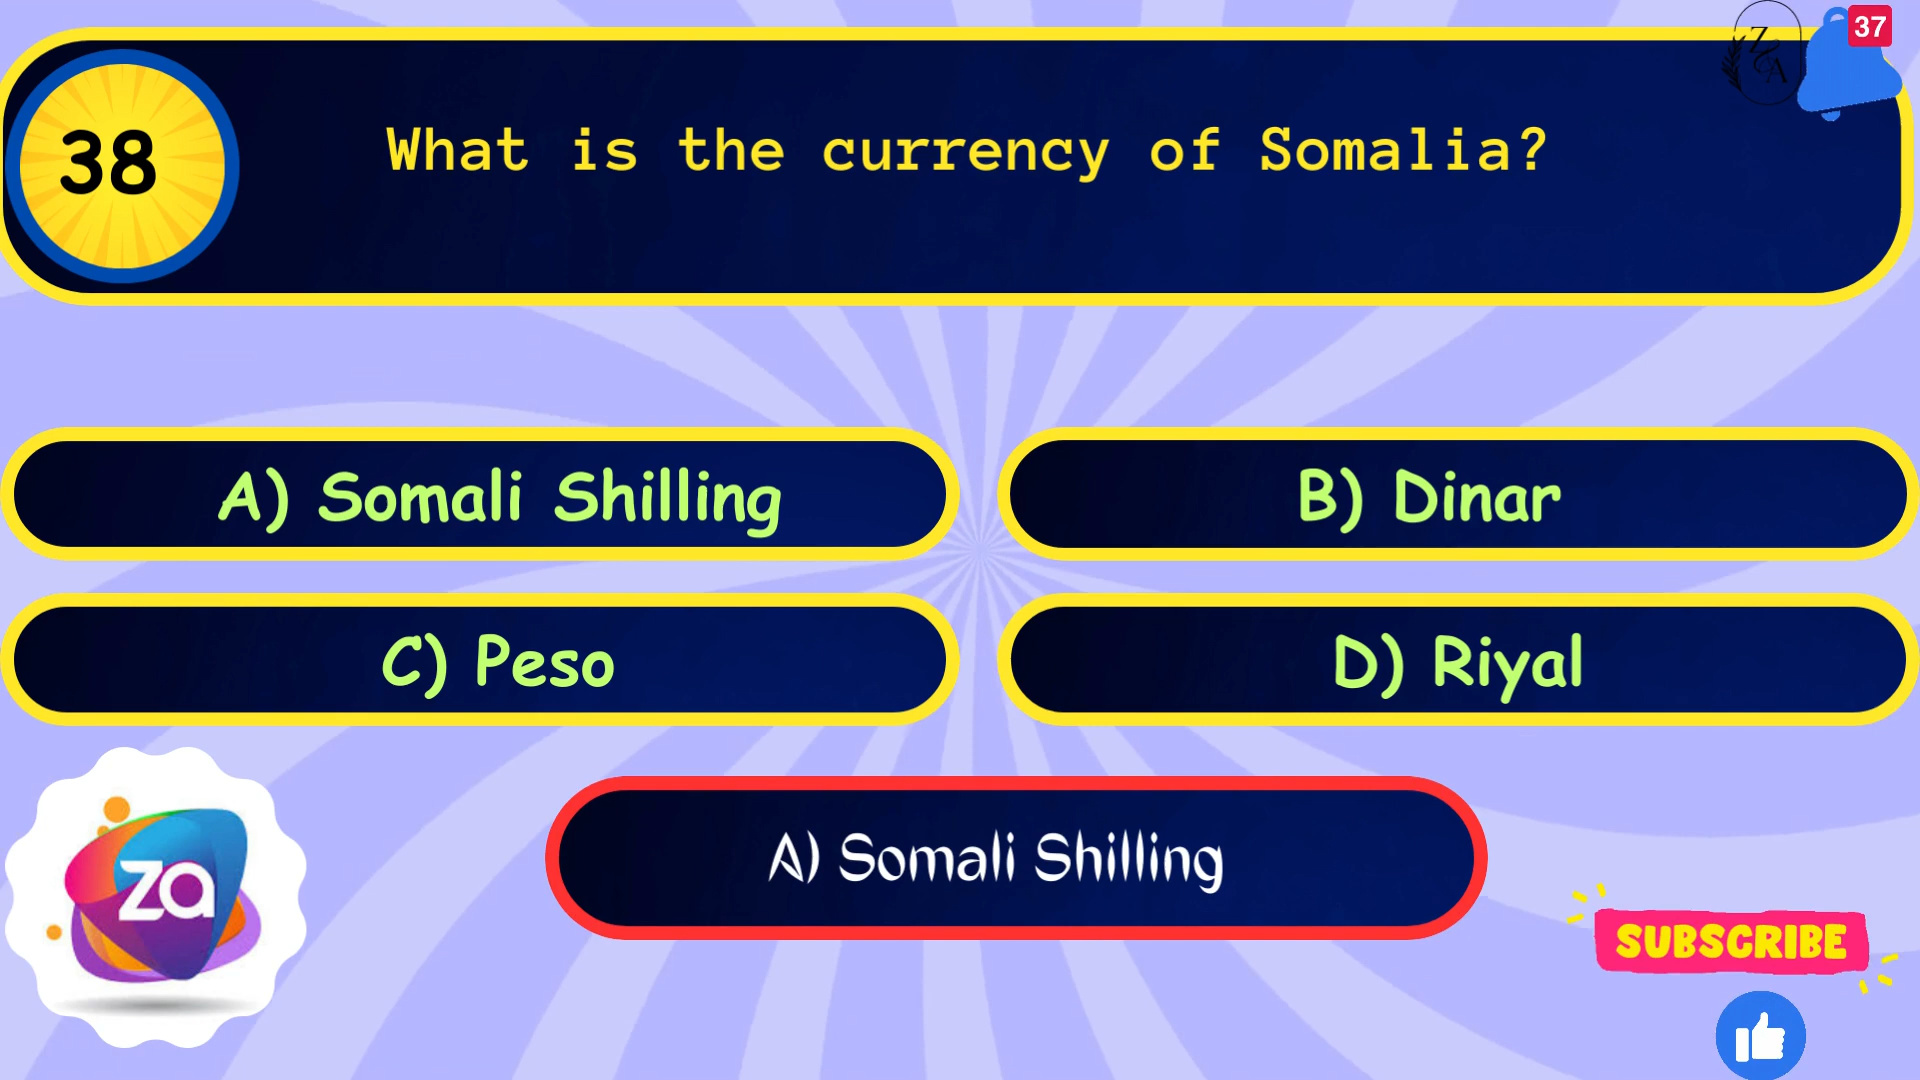 37
Z
A
38
What is the currency of Somalia?
A) Somali Shilling
B) Dinar
C) Peso
D) Riyal
za
A) Somali Shilling
SUBSCRIBE